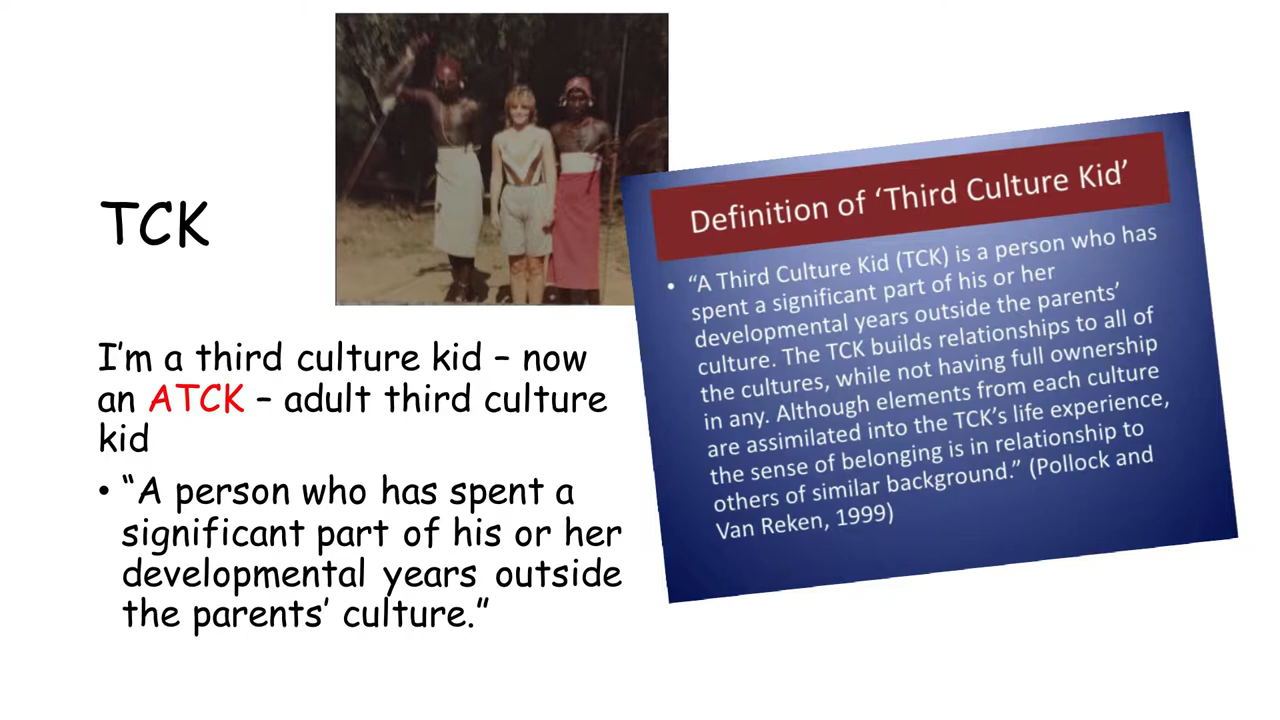 TCK
I'm a third culture kid – now
an ATCK – adult third culture
kid
• “A person who has spent a
significant part of his or her
developmental years outside
the parents’ culture.”
Definition of ‘Third Culture Kid’
• “A Third Culture Kid (TCK) is a person who has
spent a significant part of his or her
developmental years outside the parents’
culture. The TCK builds relationships to all of
the cultures, while not having full ownership
in any. Although elements from each culture
are assimilated into the TCK’s life experience,
the sense of belonging is in relationship to
others of similar background.” (Pollock and
Van Reken, 1999)